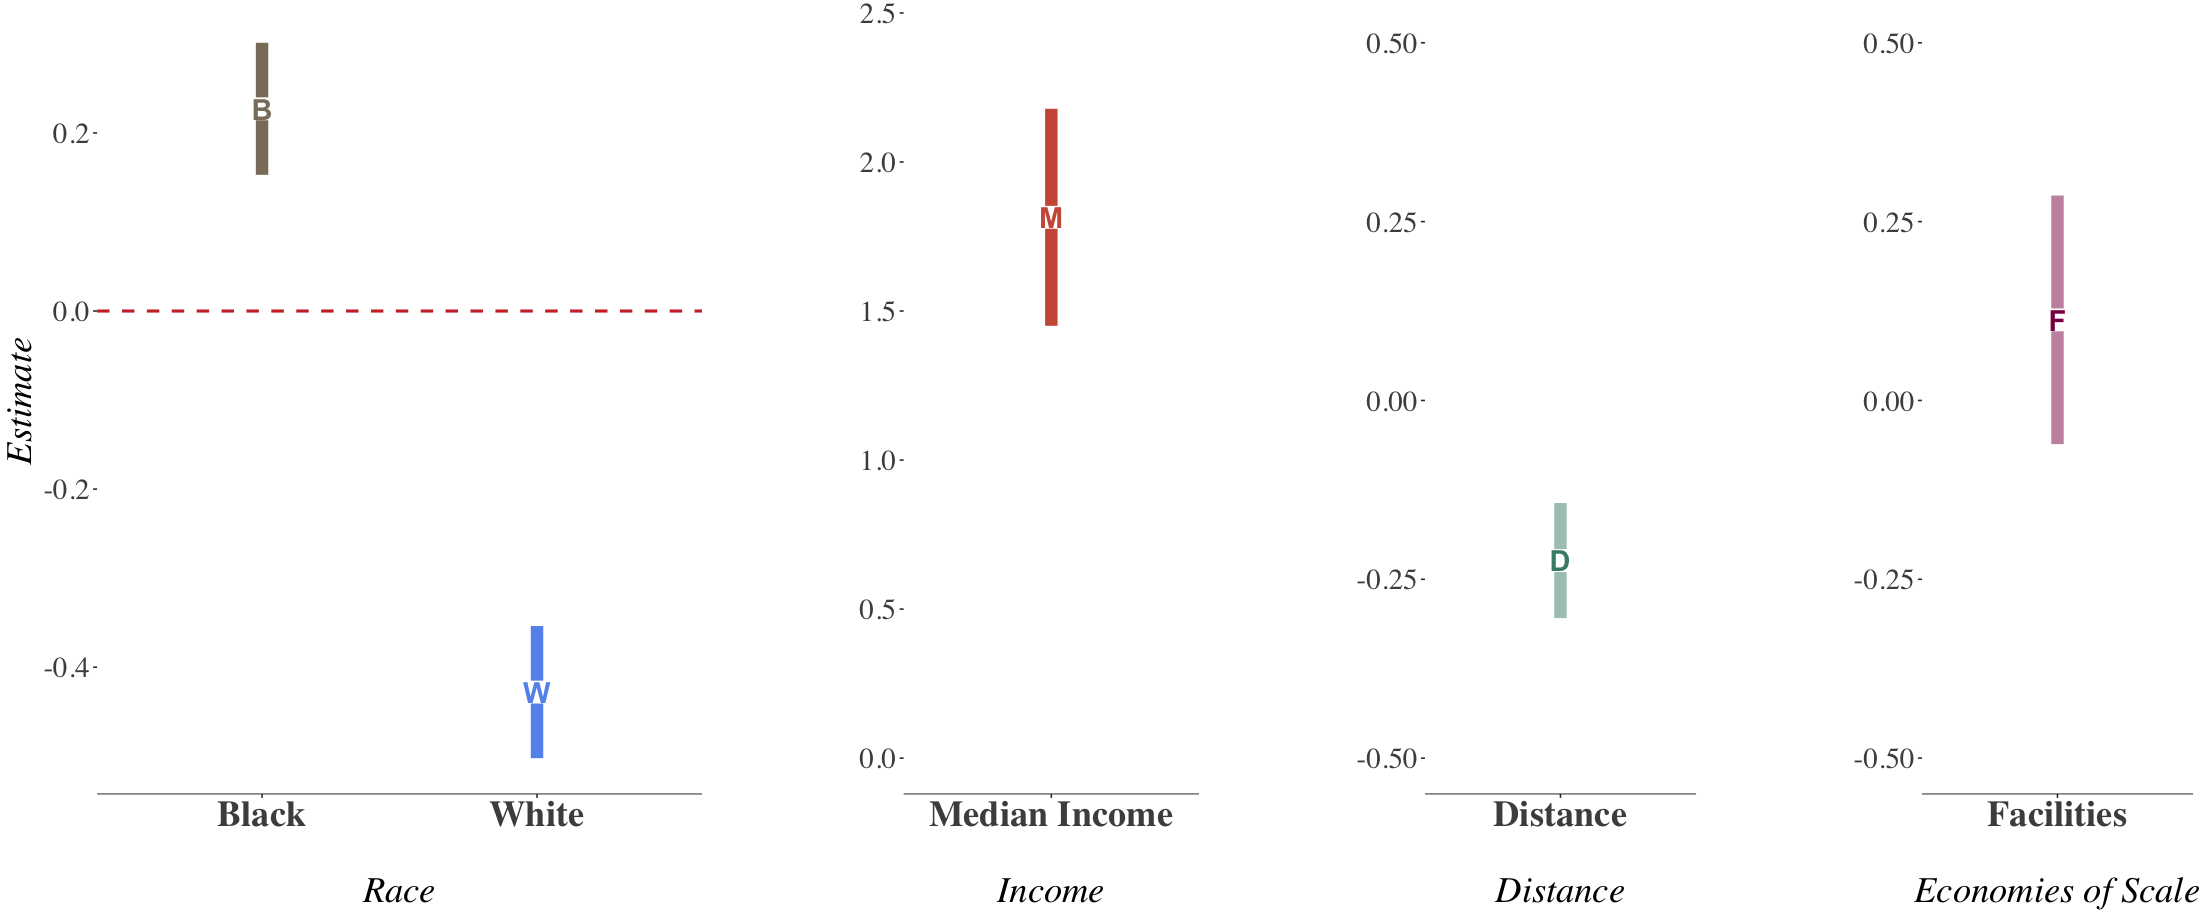 Estimate
0.2
0.0
-0.2
-0.4
B
W
Black
White
Race
2.5
2.0
1.5
1.0
0.5
0.0
M
Median Income
Income
0.50
0.25
0.00
-0.25
-0.50
D
Distance
Distance
0.50
0.25
0.00
-0.25
-0.50
F
Facilities
Economies of Scale